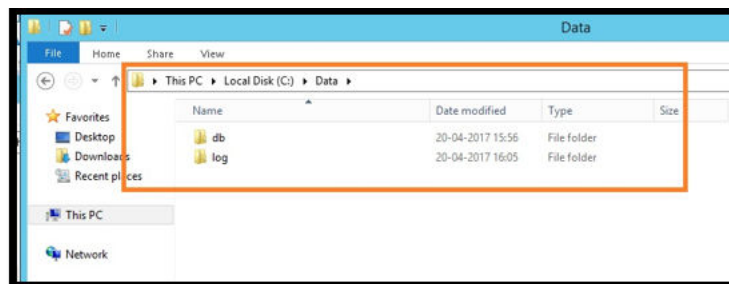 Data
File Home Share View
This PC Local Disk (C:) Data
Name Date modified Type Size
Favorites
Desktop
Downloads
Recent places
This PC
Network
db 20-04-2017 15:56 File folder
log 20-04-2017 16:05 File folder